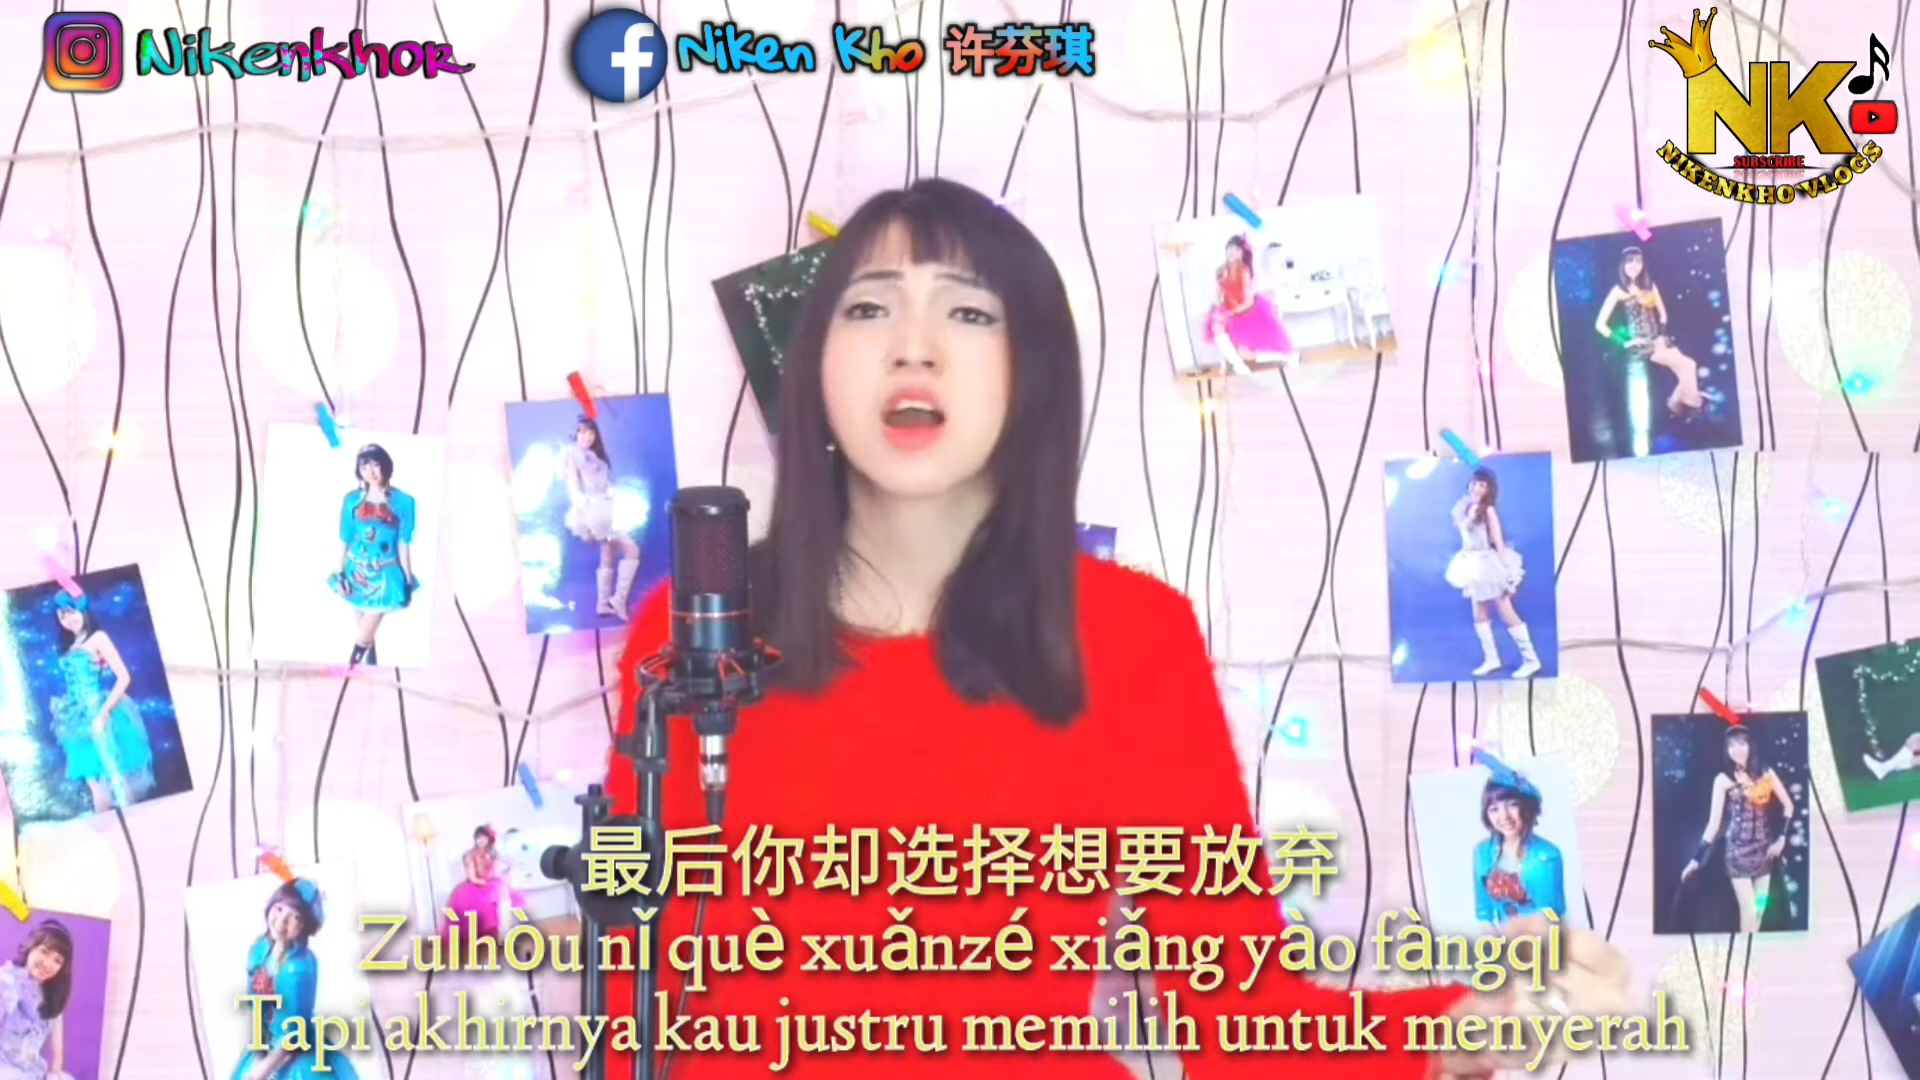 Nikenkhor
Niken Kho 许芬琪
NK
SUBSCRIBE
NIKENKHO VLOGS
最后你却选择想要放弃
Zuìhòu nǐ què xuǎnzé xiǎng yào fàngqì
Tapi akhirnya kau justru memilih untuk menyerah